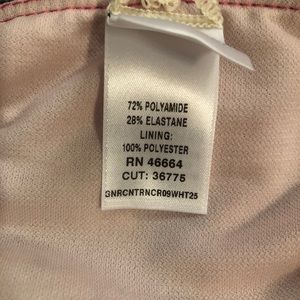 72% POLYAMIDE
28% ELASTANE
LINING:
100% POLYESTER
RN 46664
CUT: 36775
GNRCNTRNCR09WHT25